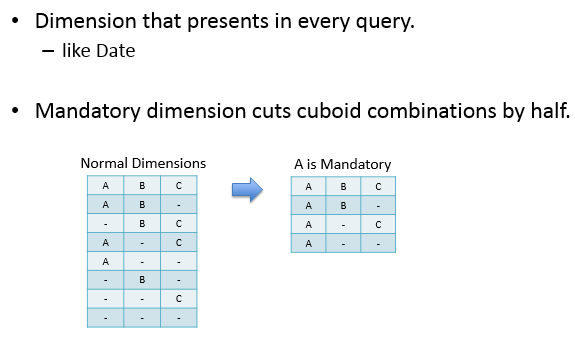 • Dimension that presents in every query.
– like Date
• Mandatory dimension cuts cuboid combinations by half.
Normal Dimensions
A B C
A B -
- B C
A - C
A - -
- B -
- - C
- - -
A is Mandatory
A B C
A B -
A - C
A - -